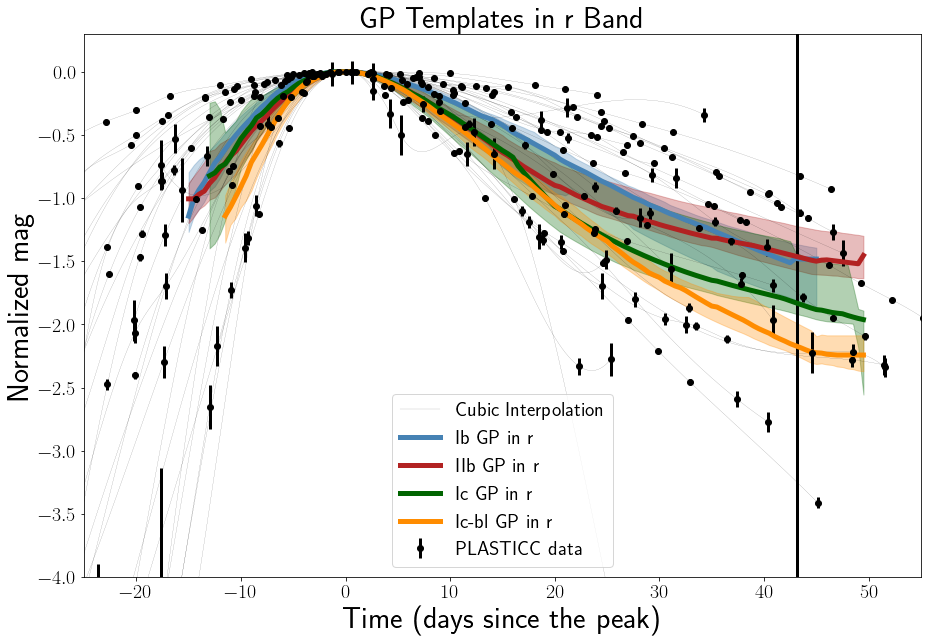 GP Templates in r Band
Normalized mag
0.0
−0.5
−1.0
−1.5
−2.0
−2.5
−3.0
−3.5
−4.0
Cubic Interpolation
Ib GP in r
IIb GP in r
Ic GP in r
Ic-bl GP in r
PLASTICC data
−20 −10 0 10 20 30 40 50
Time (days since the peak)